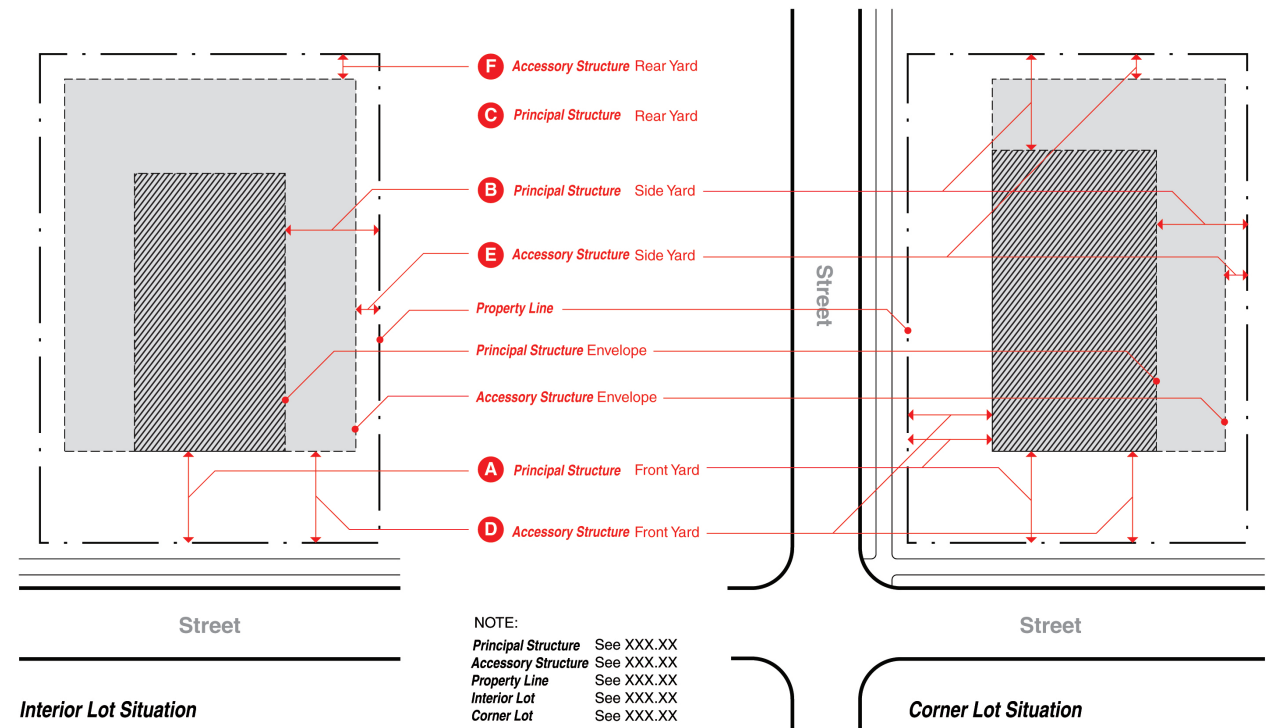 F Accessory Structure Rear Yard
C Principal Structure Rear Yard
B Principal Structure Side Yard
E Accessory Structure Side Yard
Property Line
Street
Principal Structure Envelope
Accessory Structure Envelope
A Principal Structure Front Yard
D Accessory Structure Front Yard
Street
Street
NOTE:
Principal Structure See XXX.XX
Accessory Structure See XXX.XX
Property Line See XXX.XX
Interior Lot See XXX.XX
Corner Lot See XXX.XX
Interior Lot Situation
Corner Lot Situation